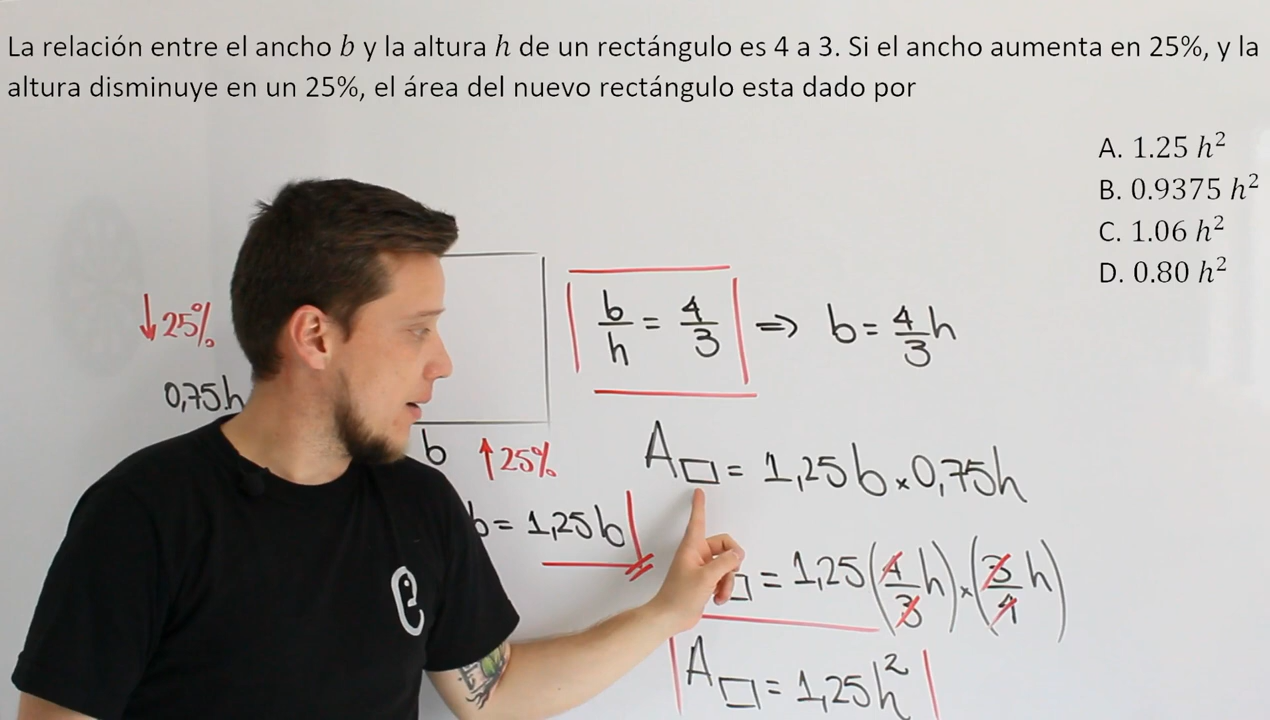 La relación entre el ancho b y la altura h de un rectángulo es 4 a 3. Si el ancho aumenta en 25%, y la
altura disminuye en un 25%, el área del nuevo rectángulo esta dado por
A. 1.25 h²
B. 0.9375 h²
C. 1.06 h²
D. 0.80 h²
↓25%
0,75h
b/h = 4/3 ⇒ b = 4/3 h
b ↑25%
b = 1,25b
A□ = 1,25b × 0,75h
□ = 1,25(4/3 h) × (3/4 h)
A□ = 1,25h²